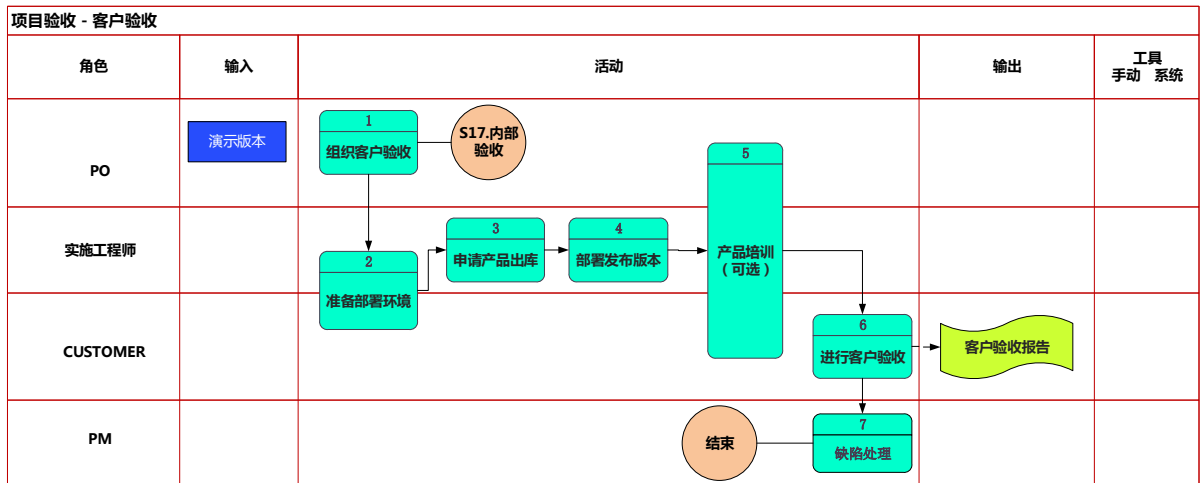 项目验收 - 客户验收
角色
输入
活动
输出
工具
手动 系统
PO
演示版本
1
组织客户验收
S17.内部
验收
5
产品培训
（可选）
实施工程师
2
准备部署环境
3
申请产品出库
4
部署发布版本
CUSTOMER
6
进行客户验收
客户验收报告
PM
结束
7
缺陷处理